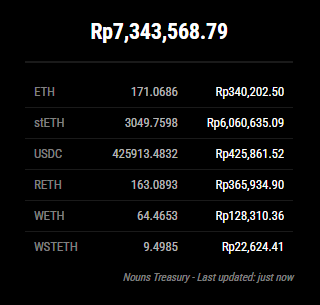 Rp7,343,568.79
ETH 171.0686 Rp340,202.50
stETH 3049.7598 Rp6,060,635.09
USDC 425913.4832 Rp425,861.52
RETH 163.0893 Rp365,934.90
WETH 64.4653 Rp128,310.36
WSTETH 9.4985 Rp22,624.41
Nouns Treasury - Last updated: just now